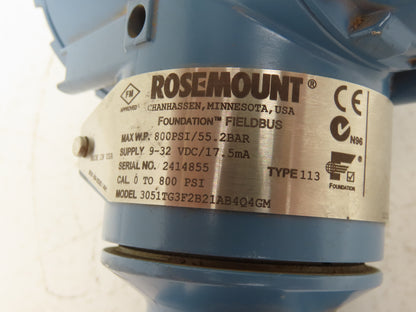 FM
APPROVED
ROSEMOUNT®
CHANHASSEN, MINNESOTA, USA
FOUNDATION™ FIELDBUS
MAX W.P. 800PSI/55.2BAR
SUPPLY 9-32 VDC/17.5mA
SERIAL NO. 2414855
CAL 0 TO 800 PSI
MODEL 3051TG3F2B21AB4Q4GM
TYPE 113
CE
N96
FOUNDATION
MADE IN USA